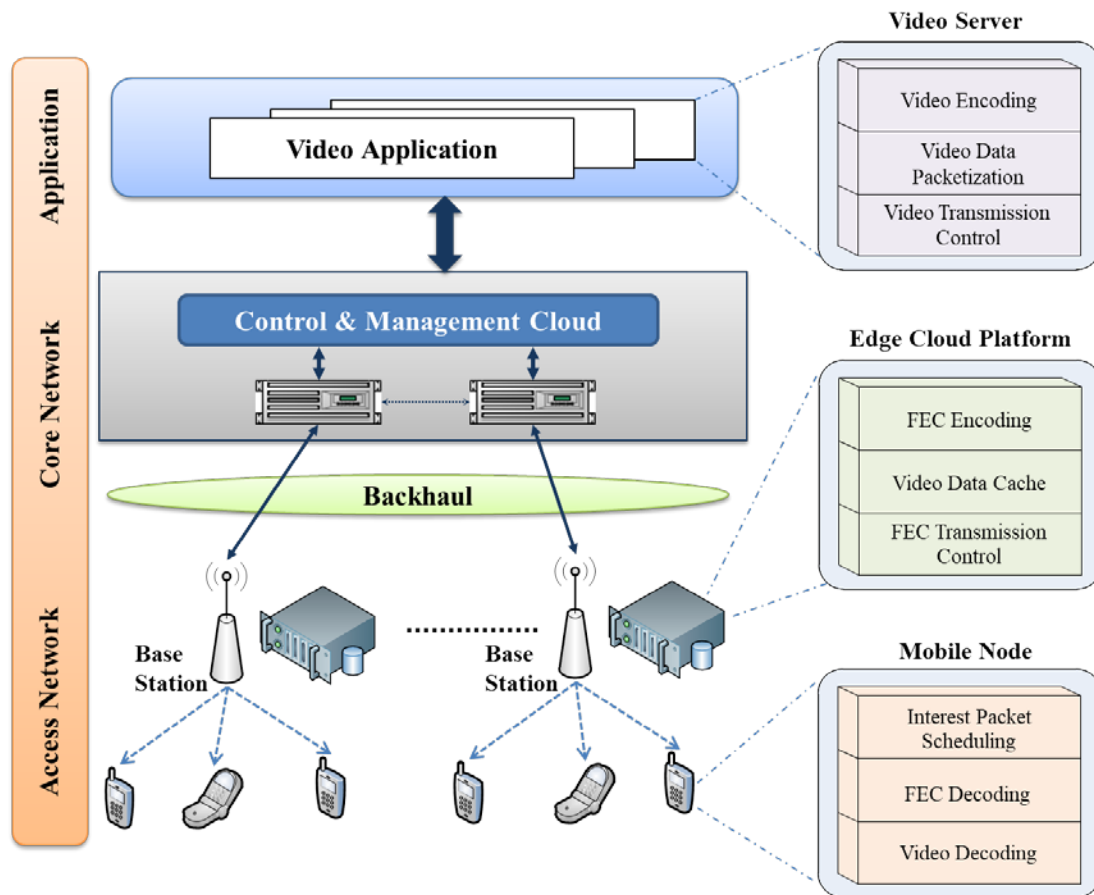 Application
Core Network
Access Network
Video Application
Control & Management Cloud
Backhaul
Base
Station
Base
Station
Video Server
Video Encoding
Video Data
Packetization
Video Transmission
Control
Edge Cloud Platform
FEC Encoding
Video Data Cache
FEC Transmission
Control
Mobile Node
Interest Packet
Scheduling
FEC Decoding
Video Decoding